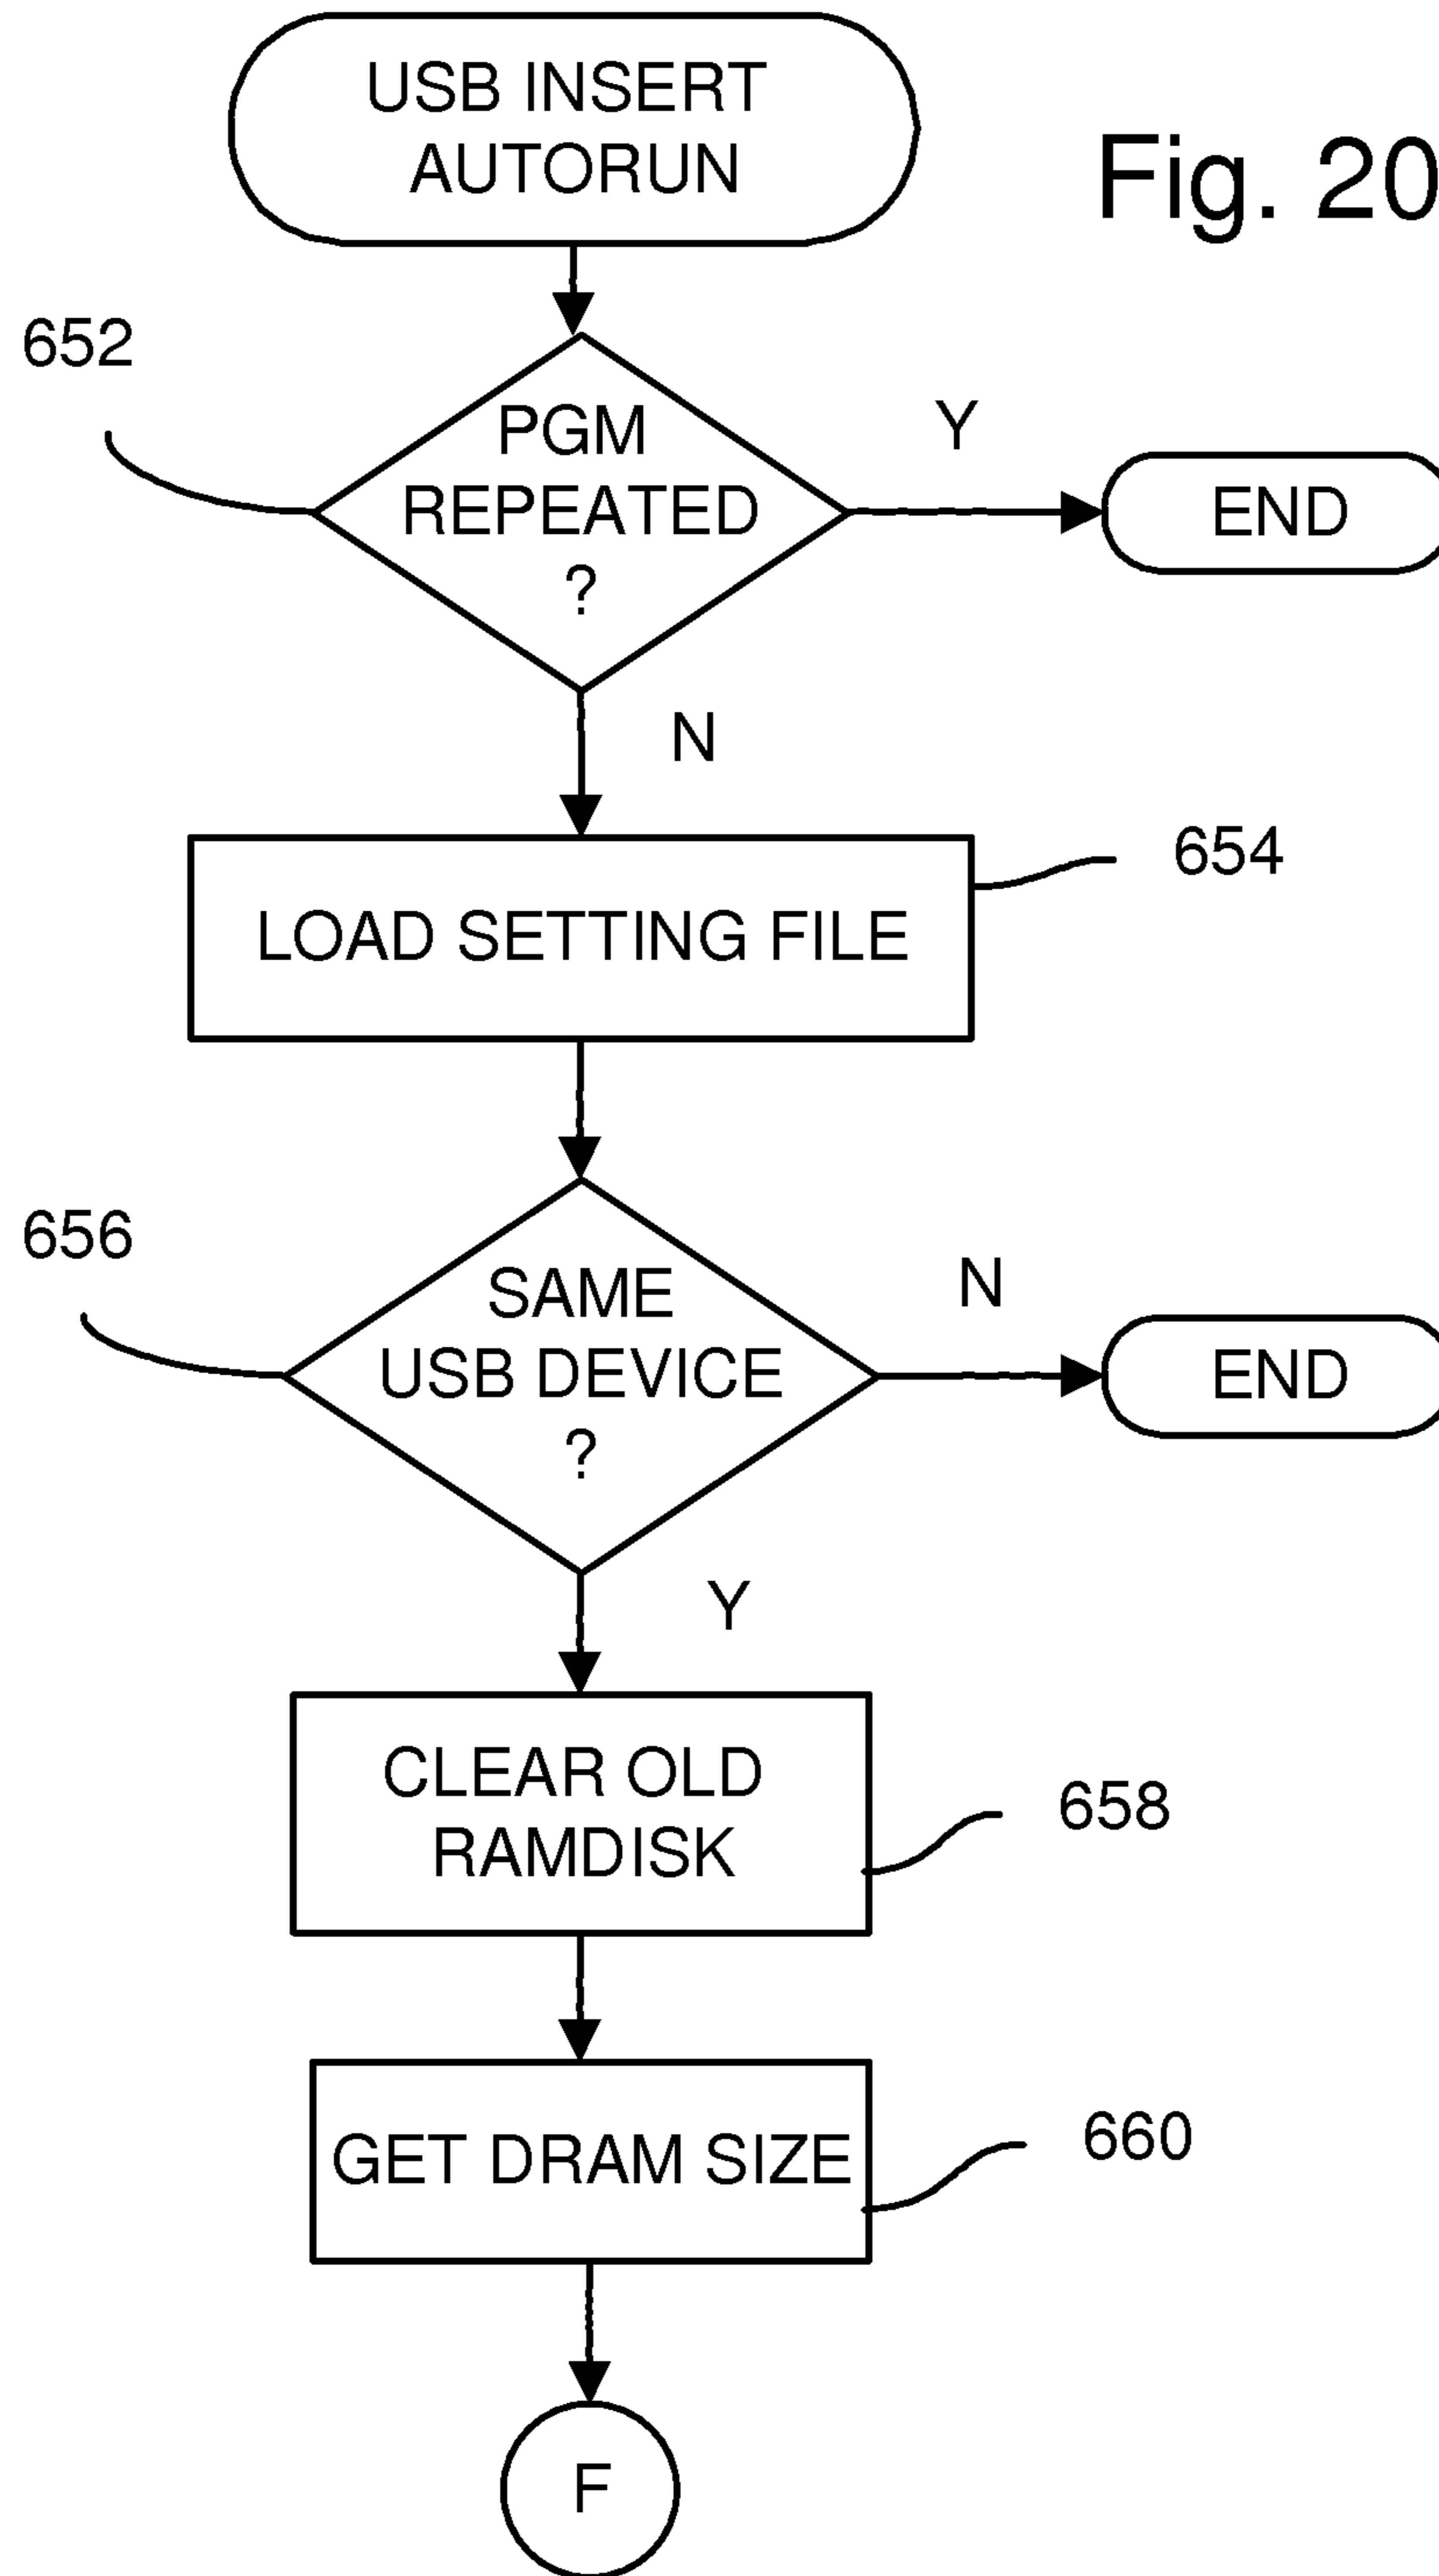 USB INSERT
AUTORUN
Fig. 20
652
PGM
REPEATED
?
Y
END
N
654
LOAD SETTING FILE
656
SAME
USB DEVICE
?
N
END
Y
CLEAR OLD
RAMDISK
658
GET DRAM SIZE
660
F